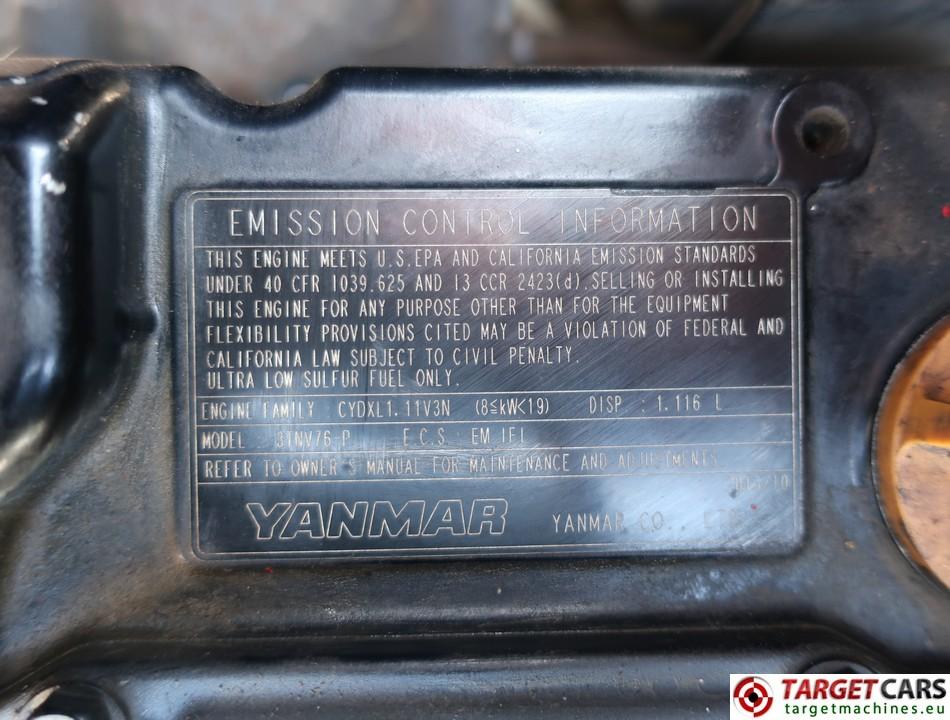 EMISSION CONTROL INFORMATION
THIS ENGINE MEETS U.S.EPA AND CALIFORNIA EMISSION STANDARDS
UNDER 40 CFR 1039.625 AND 13 CCR 2423(d).SELLING OR INSTALLING
THIS ENGINE FOR ANY PURPOSE OTHER THAN FOR THE EQUIPMENT
FLEXIBILITY PROVISIONS CITED MAY BE A VIOLATION OF FEDERAL AND
CALIFORNIA LAW SUBJECT TO CIVIL PENALTY.
ULTRA LOW SULFUR FUEL ONLY.
ENGINE FAMILY : CYDXL1.11V3N (8≦kW<19) DISP. : 1.116 L
MODEL : 3TNV76-P E.C.S. : EM IFI
REFER TO OWNER'S MANUAL FOR MAINTENANCE AND ADJUSTMENTS.
YANMAR YANMAR CO.,
TARGETCARS
targetmachines.eu